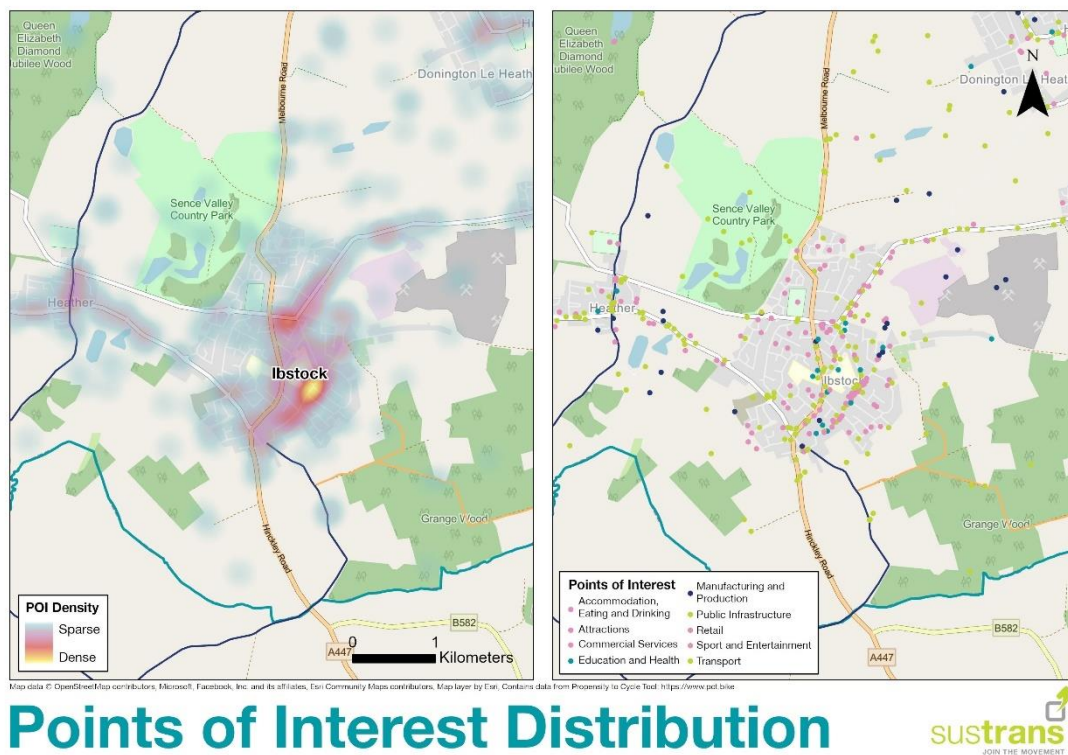 Queen
Elizabeth
Diamond
Jubilee Wood
Melbourne Road
Donington Le Heath
Sence Valley
Country Park
Heather
Ibstock
Grange Wood
Hinckley Road
B582
A447
POI Density
Sparse
Dense
0 1
Kilometers
Queen
Elizabeth
Diamond
Jubilee Wood
Melbourne Road
Donington Le Heath
N
Sence Valley
Country Park
Heather
Ibstock
Grange Wood
Hinckley Road
B582
A447
Points of Interest
Accommodation,
Eating and Drinking
Attractions
Commercial Services
Education and Health
Manufacturing and
Production
Public Infrastructure
Retail
Sport and Entertainment
Transport
Map data © OpenStreetMap contributors, Microsoft, Facebook, Inc. and its affiliates, Esri Community Maps contributors, Map layer by Esri, Contains data from Propensity to Cycle Tool: https://www.pct.bike
Points of Interest Distribution
sustrans
JOIN THE MOVEMENT